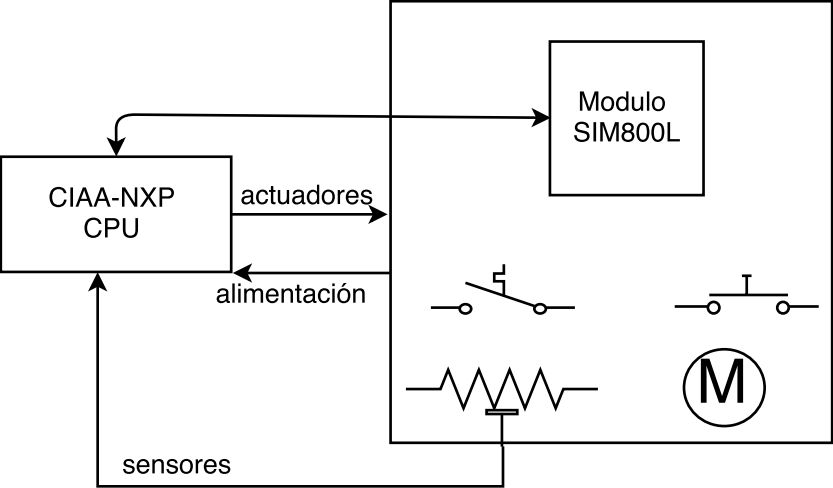 Modulo
SIM800L
CIAA-NXP
CPU
actuadores
alimentación
M
sensores